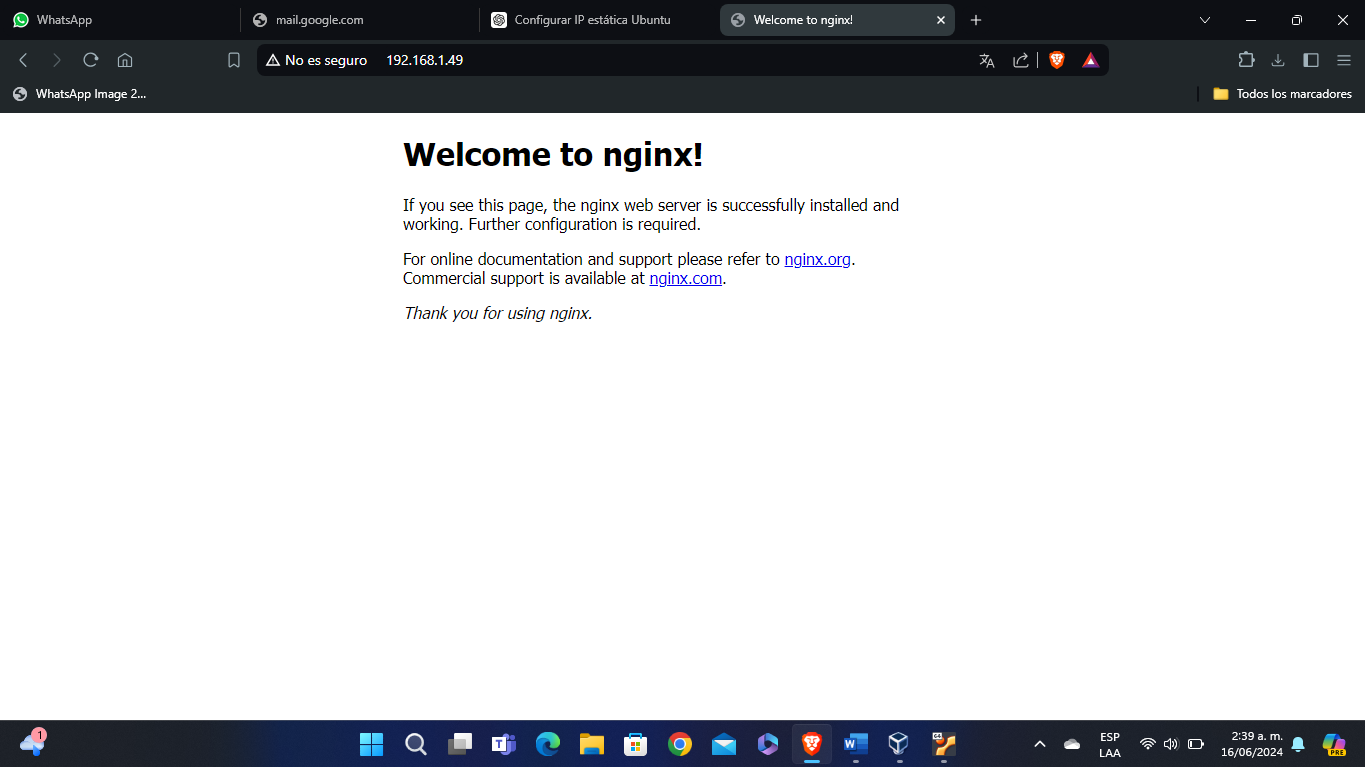 WhatsApp
mail.google.com
Configurar IP estática Ubuntu
Welcome to nginx!
No es seguro
192.168.1.49
WhatsApp Image 2...
Todos los marcadores
Welcome to nginx!
If you see this page, the nginx web server is successfully installed and
working. Further configuration is required.
For online documentation and support please refer to nginx.org.
Commercial support is available at nginx.com.
Thank you for using nginx.
1
64
ESP
LAA
2:39 a. m.
16/06/2024
PRE